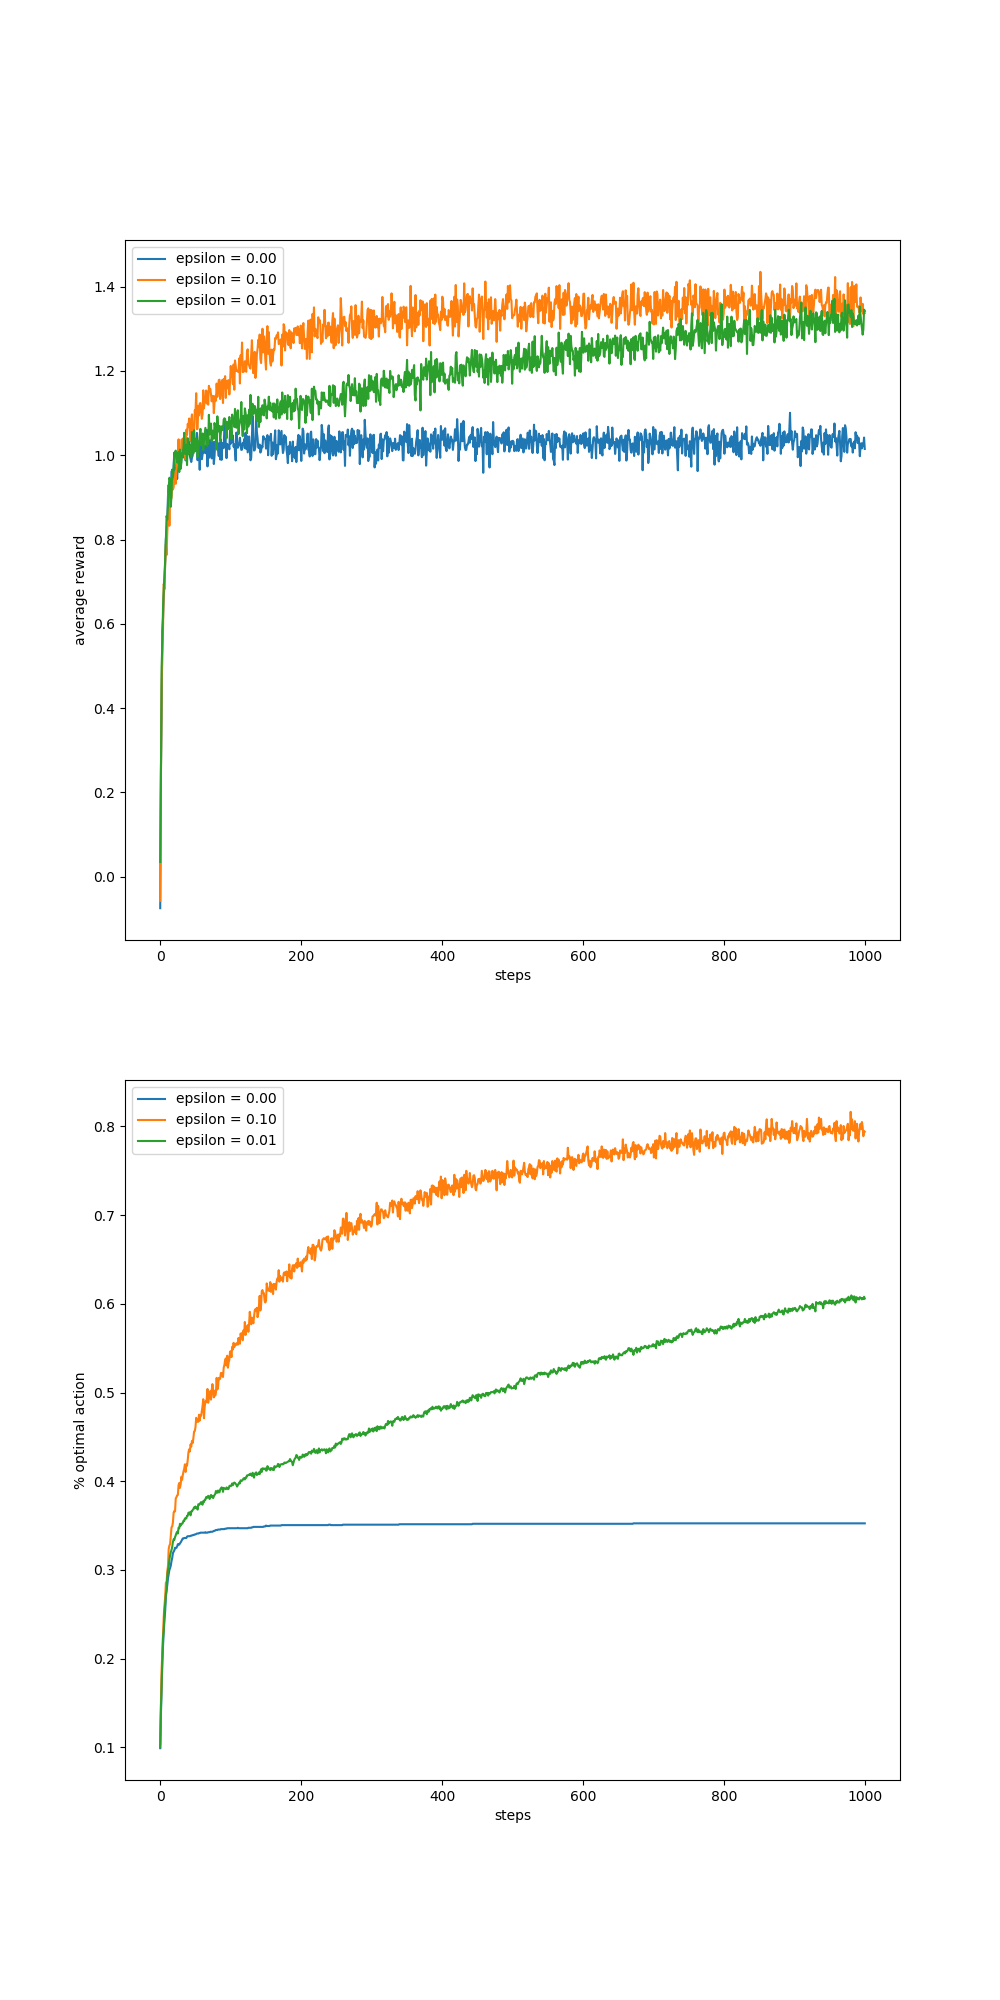 epsilon = 0.00
epsilon = 0.10
epsilon = 0.01
1.4
1.2
1.0
0.8
0.6
0.4
0.2
0.0
average reward
0 200 400 600 800 1000
steps
epsilon = 0.00
epsilon = 0.10
epsilon = 0.01
0.8
0.7
0.6
0.5
0.4
0.3
0.2
0.1
% optimal action
0 200 400 600 800 1000
steps